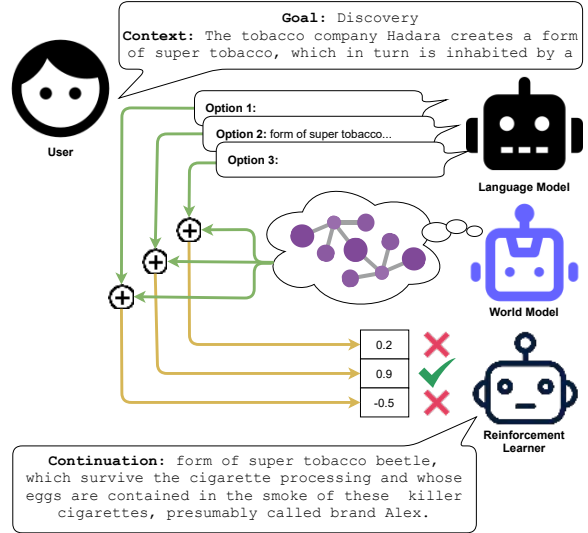 Goal: Discovery
Context: The tobacco company Hadara creates a form
of super tobacco, which in turn is inhabited by a
User
Option 1:
Option 2: form of super tobacco...
Option 3:
Language Model
World Model
0.2
0.9
-0.5
Reinforcement
Learner
Continuation: form of super tobacco beetle,
which survive the cigarette processing and whose
eggs are contained in the smoke of these killer
cigarettes, presumably called brand Alex.